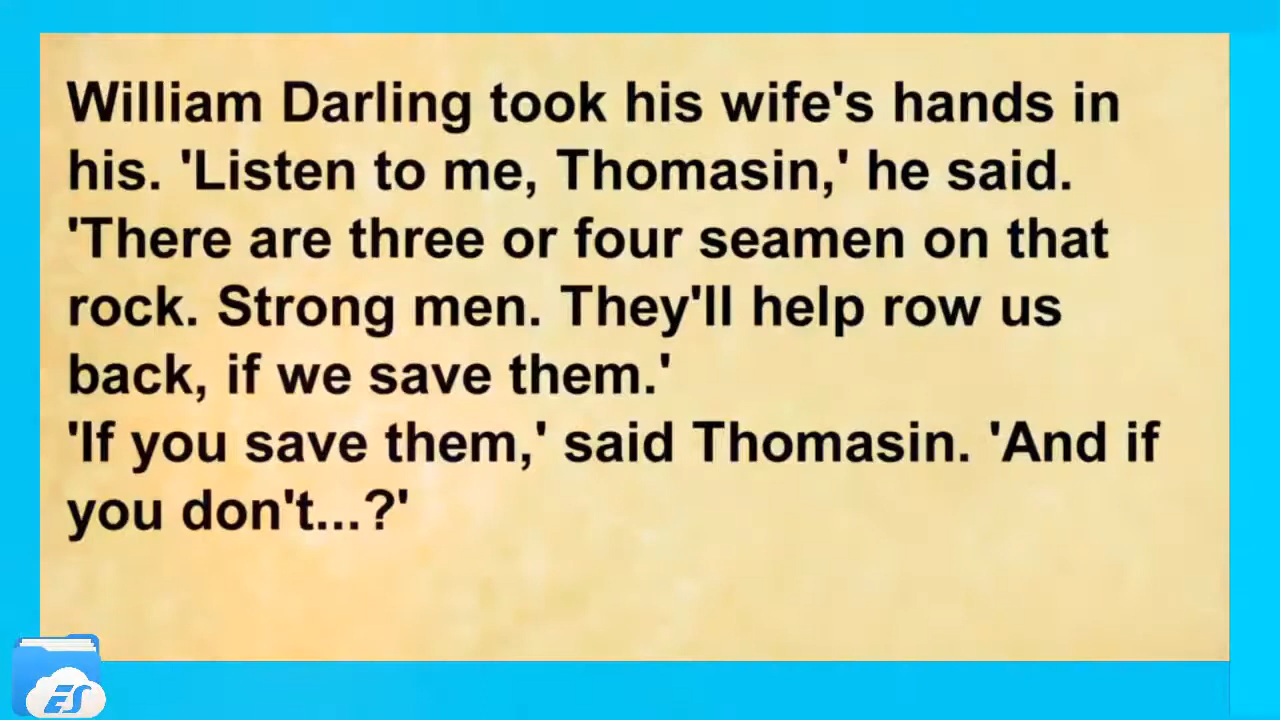 William Darling took his wife's hands in
his. 'Listen to me, Thomasin,' he said.
'There are three or four seamen on that
rock. Strong men. They'll help row us
back, if we save them.'
'If you save them,' said Thomasin. 'And if
you don't...?'
ES